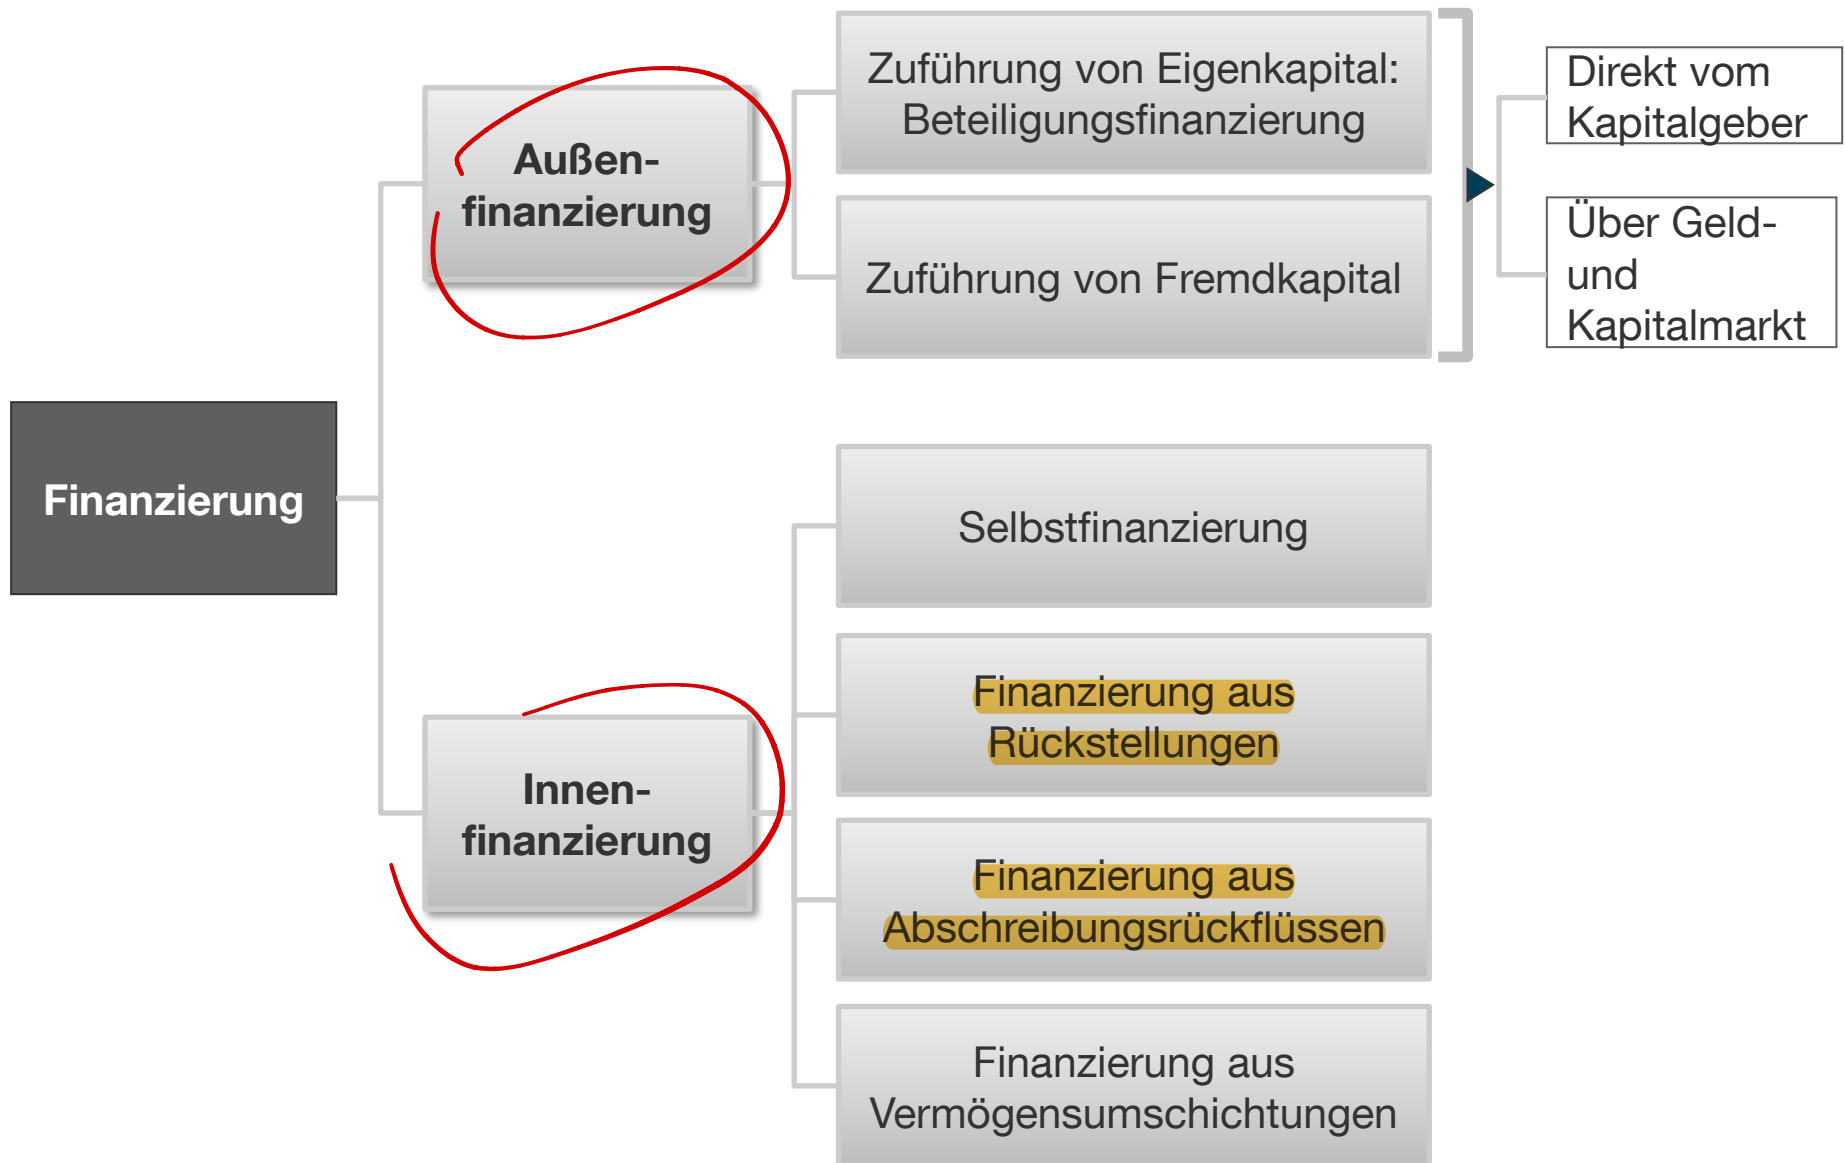 Finanzierung
Außen-
finanzierung
Zuführung von Eigenkapital:
Beteiligungsfinanzierung
Zuführung von Fremdkapital
Direkt vom
Kapitalgeber
Über Geld-
und
Kapitalmarkt
Innen-
finanzierung
Selbstfinanzierung
Finanzierung aus
Rückstellungen
Finanzierung aus
Abschreibungsrückflüssen
Finanzierung aus
Vermögensumschichtungen